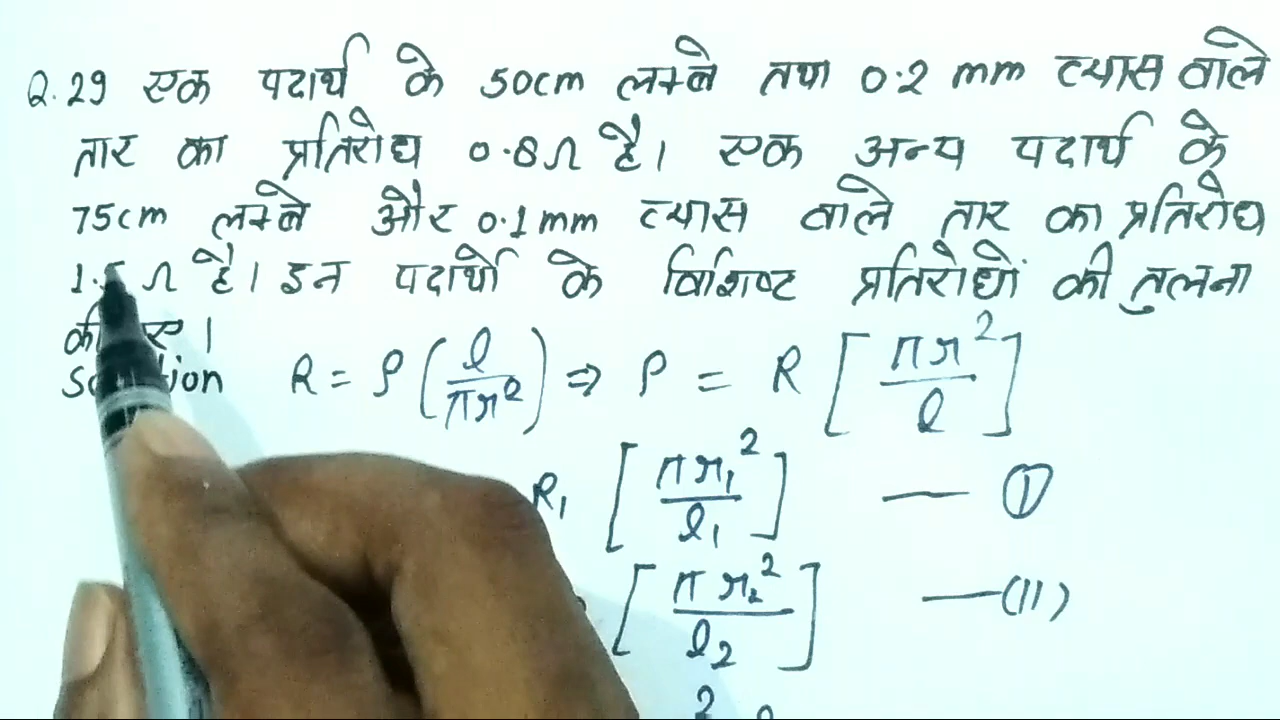 Q.29 एक पदार्थ के 50cm लम्बे तथा 0.2 mm व्यास वाले
तार का प्रतिरोध 0.8Ω है। एक अन्य पदार्थ के
75cm लम्बे और 0.1mm व्यास वाले तार का प्रतिरोध
Ω है। इन पदार्थो के विशिष्ट प्रतिरोधों की तुलना
R = ρ (l/πr²) ⇒ ρ = R [πr²/l]
R₁ [πr₁²/l₁] — ①
[πr₂²/l₂] — (II)